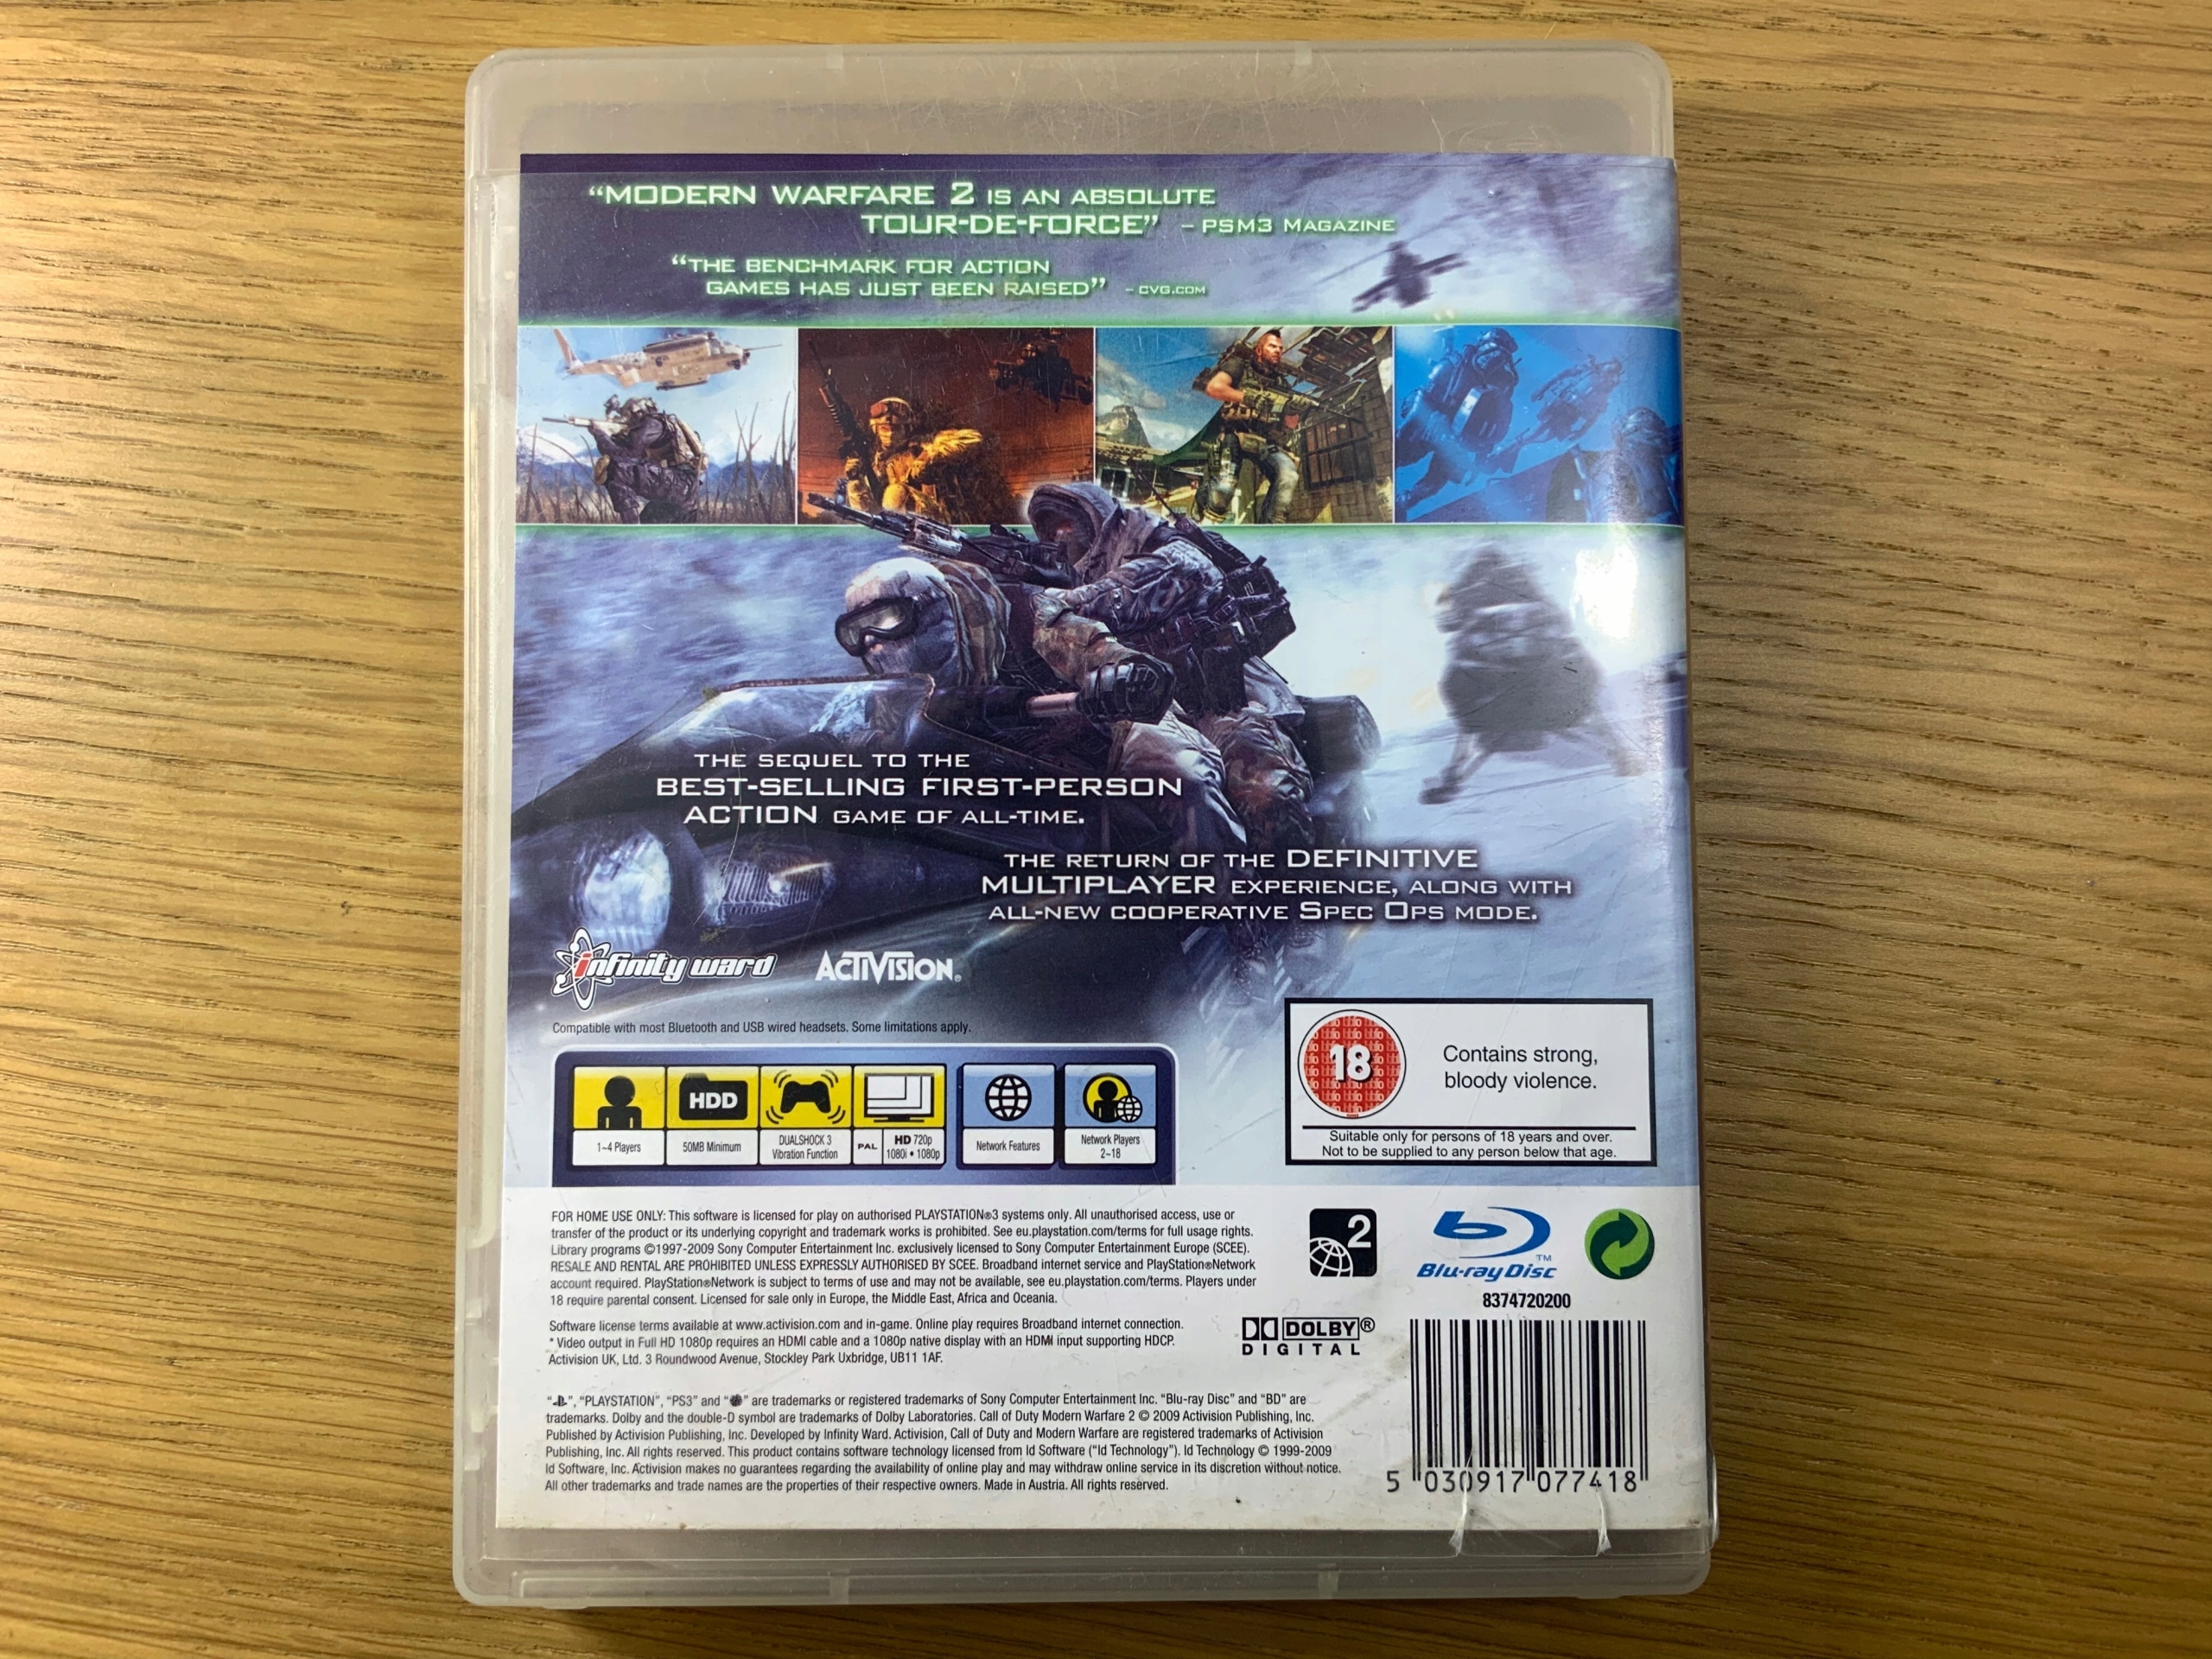 “MODERN WARFARE 2 IS AN ABSOLUTE
TOUR-DE-FORCE” – PSM3 MAGAZINE
“THE BENCHMARK FOR ACTION
GAMES HAS JUST BEEN RAISED” – CVG.COM
THE SEQUEL TO THE
BEST-SELLING FIRST-PERSON
ACTION GAME OF ALL-TIME.
THE RETURN OF THE DEFINITIVE
MULTIPLAYER EXPERIENCE, ALONG WITH
ALL-NEW COOPERATIVE SPEC OPS MODE.
infinity ward ACTIVISION.
Compatible with most Bluetooth and USB wired headsets. Some limitations apply.
HDD
1~4 Players
50MB Minimum
DUALSHOCK 3
Vibration Function
PAL
HD 720p
1080i • 1080p
Network Features
Network Players
2~18
18
Contains strong,
bloody violence.
Suitable only for persons of 18 years and over.
Not to be supplied to any person below that age.
FOR HOME USE ONLY: This software is licensed for play on authorised PLAYSTATION®3 systems only. All unauthorised access, use or
transfer of the product or its underlying copyright and trademark works is prohibited. See eu.playstation.com/terms for full usage rights.
Library programs ©1997-2009 Sony Computer Entertainment Inc. exclusively licensed to Sony Computer Entertainment Europe (SCEE).
RESALE AND RENTAL ARE PROHIBITED UNLESS EXPRESSLY AUTHORISED BY SCEE. Broadband internet service and PlayStation®Network
account required. PlayStation®Network is subject to terms of use and may not be available, see eu.playstation.com/terms. Players under
18 require parental consent. Licensed for sale only in Europe, the Middle East, Africa and Oceania.
2
Blu-ray Disc™
8374720200
Software license terms available at www.activision.com and in-game. Online play requires Broadband internet connection.
* Video output in Full HD 1080p requires an HDMI cable and a 1080p native display with an HDMI input supporting HDCP.
Activision UK, Ltd. 3 Roundwood Avenue, Stockley Park Uxbridge, UB11 1AF.
DOLBY®
DIGITAL
“ ”, “PLAYSTATION”, “PS3” and “ ” are trademarks or registered trademarks of Sony Computer Entertainment Inc. “Blu-ray Disc” and “BD” are
trademarks. Dolby and the double-D symbol are trademarks of Dolby Laboratories. Call of Duty Modern Warfare 2 © 2009 Activision Publishing, Inc.
Published by Activision Publishing, Inc. Developed by Infinity Ward. Activision, Call of Duty and Modern Warfare are registered trademarks of Activision
Publishing, Inc. All rights reserved. This product contains software technology licensed from Id Software (“Id Technology”). Id Technology © 1999-2009
Id Software, Inc. Activision makes no guarantees regarding the availability of online play and may withdraw online service in its discretion without notice.
All other trademarks and trade names are the properties of their respective owners. Made in Austria. All rights reserved.
5 030917 077418